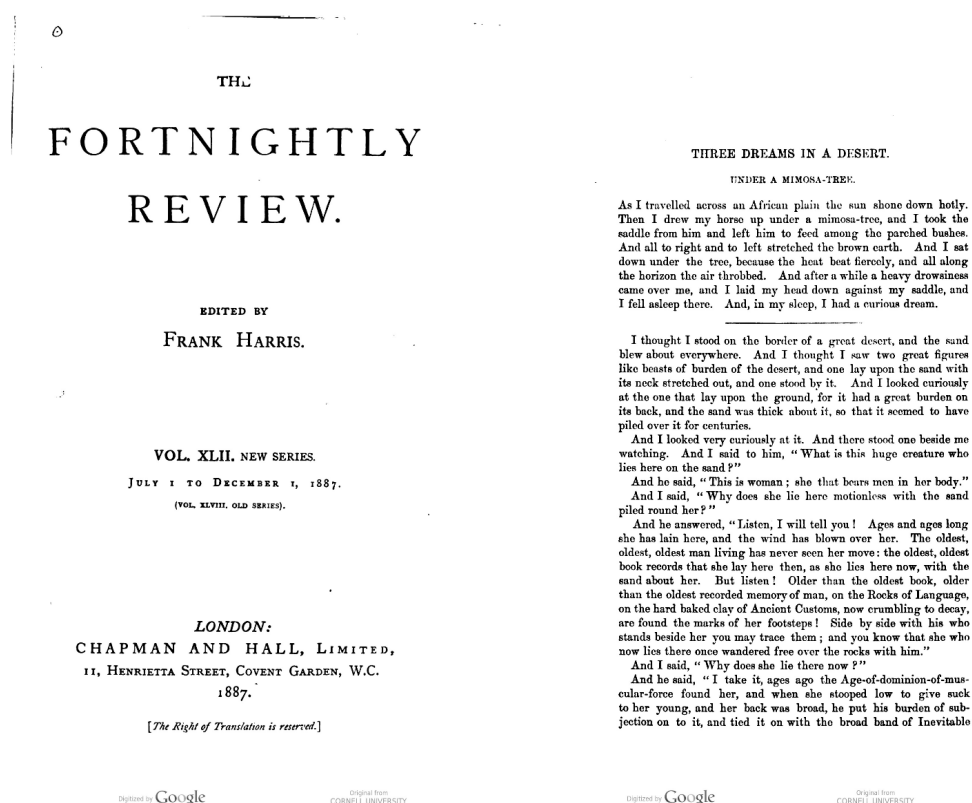 THE
FORTNIGHTLY
REVIEW.
EDITED BY
FRANK HARRIS.
VOL. XLII. NEW SERIES.
JULY 1 TO DECEMBER 1, 1887.
(VOL. XLVIII. OLD SERIES).
LONDON:
CHAPMAN AND HALL, LIMITED,
11, HENRIETTA STREET, COVENT GARDEN, W.C.
1887.
[The Right of Translation is reserved.]
Digitized by Google
Original from
CORNELL UNIVERSITY
THREE DREAMS IN A DESERT.
UNDER A MIMOSA-TREE.
As I travelled across an African plain the sun shone down hotly.
Then I drew my horse up under a mimosa-tree, and I took the
saddle from him and left him to feed among the parched bushes.
And all to right and to left stretched the brown earth. And I sat
down under the tree, because the heat beat fiercely, and all along
the horizon the air throbbed. And after a while a heavy drowsiness
came over me, and I laid my head down against my saddle, and
I fell asleep there. And, in my sleep, I had a curious dream.
I thought I stood on the border of a great desert, and the sand
blew about everywhere. And I thought I saw two great figures
like beasts of burden of the desert, and one lay upon the sand with
its neck stretched out, and one stood by it. And I looked curiously
at the one that lay upon the ground, for it had a great burden on
its back, and the sand was thick about it, so that it seemed to have
piled over it for centuries.
And I looked very curiously at it. And there stood one beside me
watching. And I said to him, "What is this huge creature who
lies here on the sand?"
And he said, "This is woman; she that bears men in her body."
And I said, "Why does she lie here motionless with the sand
piled round her?"
And he answered, "Listen, I will tell you! Ages and ages long
she has lain here, and the wind has blown over her. The oldest,
oldest, oldest man living has never seen her move: the oldest, oldest
book records that she lay here then, as she lies here now, with the
sand about her. But listen! Older than the oldest book, older
than the oldest recorded memory of man, on the Rocks of Language,
on the hard baked clay of Ancient Customs, now crumbling to decay,
are found the marks of her footsteps! Side by side with his who
stands beside her you may trace them; and you know that she who
now lies there once wandered free over the rocks with him."
And I said, "Why does she lie there now?"
And he said, "I take it, ages ago the Age-of-dominion-of-mus-
cular-force found her, and when she stooped low to give suck
to her young, and her back was broad, he put his burden of sub-
jection on to it, and tied it on with the broad band of Inevitable
Digitized by Google
Original from
CORNELL UNIVERSITY